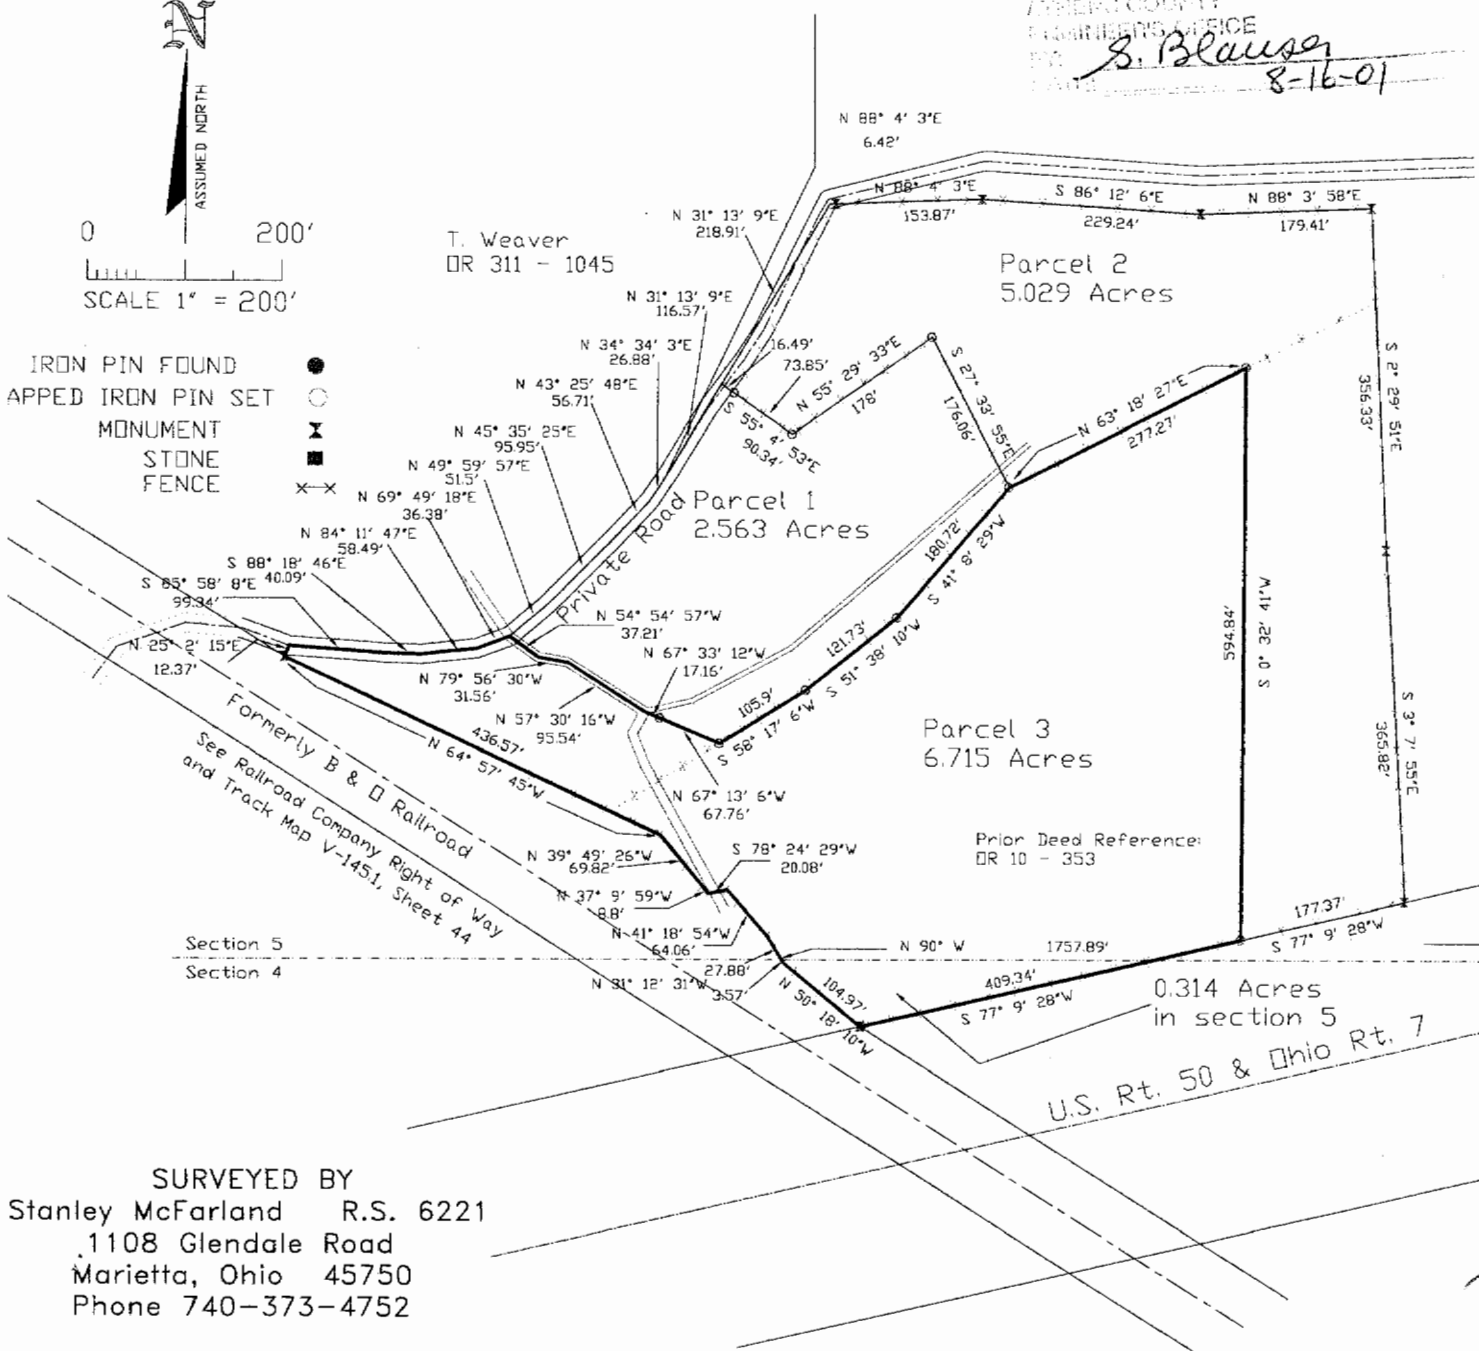 N
ASSUMED NORTH
0 200'
SCALE 1" = 200'
IRON PIN FOUND
APPED IRON PIN SET
MONUMENT
STONE
FENCE
COUNTY
OFFICE
S. Blauser
8-16-01
T. Weaver
OR 311 - 1045
N 88° 4' 3"E
6.42'
N 88° 4' 3"E
153.87'
S 86° 12' 6"E
229.24'
N 88° 3' 58"E
179.41'
N 31° 13' 9"E
218.91'
Parcel 2
5.029 Acres
N 31° 13' 9"E
116.57'
N 34° 34' 3"E
26.88'
16.49'
73.85'
N 55° 29' 33"E
178'
S 27° 33' 55"E
176.06'
S 2° 29' 51"E
356.33'
N 43° 25' 48"E
56.71'
S 55° 4' 53"E
90.34'
N 63° 18' 27"E
277.27'
N 45° 35' 25"E
95.95'
N 49° 59' 57"E
51.5'
N 69° 49' 18"E
36.38'
Parcel 1
2.563 Acres
Private Road
N 84° 11' 47"E
58.49'
S 88° 18' 46"E
40.09'
S 85° 58' 8"E
99.34'
180.72'
S 41° 8' 29"W
N 54° 54' 57"W
37.21'
N 25° 2' 15"E
12.37'
N 67° 33' 12"W
17.16'
121.73'
S 51° 38' 10"W
594.84'
S 0° 32' 41"W
N 79° 56' 30"W
31.56'
N 57° 30' 16"W
95.54'
105.9'
S 58° 17' 6"W
Parcel 3
6.715 Acres
S 3° 7' 55"E
365.82'
436.57'
N 64° 57' 45"W
Formerly B & O Railroad
See Railroad Company Right of Way
and Track Map V-145.1, Sheet 44
N 67° 13' 6"W
67.76'
N 39° 49' 26"W
69.82'
S 78° 24' 29"W
20.08'
Prior Deed Reference:
OR 10 - 353
N 37° 9' 59"W
8.8'
N 41° 18' 54"W
64.06'
177.37'
S 77° 9' 28"W
Section 5
Section 4
N 90° W 1757.89'
27.88'
N 31° 12' 31"W
3.57'
104.97'
N 50° 18' 10"W
409.34'
S 77° 9' 28"W
0.314 Acres
in section 5
U.S. Rt. 50 & Ohio Rt. 7
SURVEYED BY
Stanley McFarland R.S. 6221
1108 Glendale Road
Marietta, Ohio 45750
Phone 740-373-4752